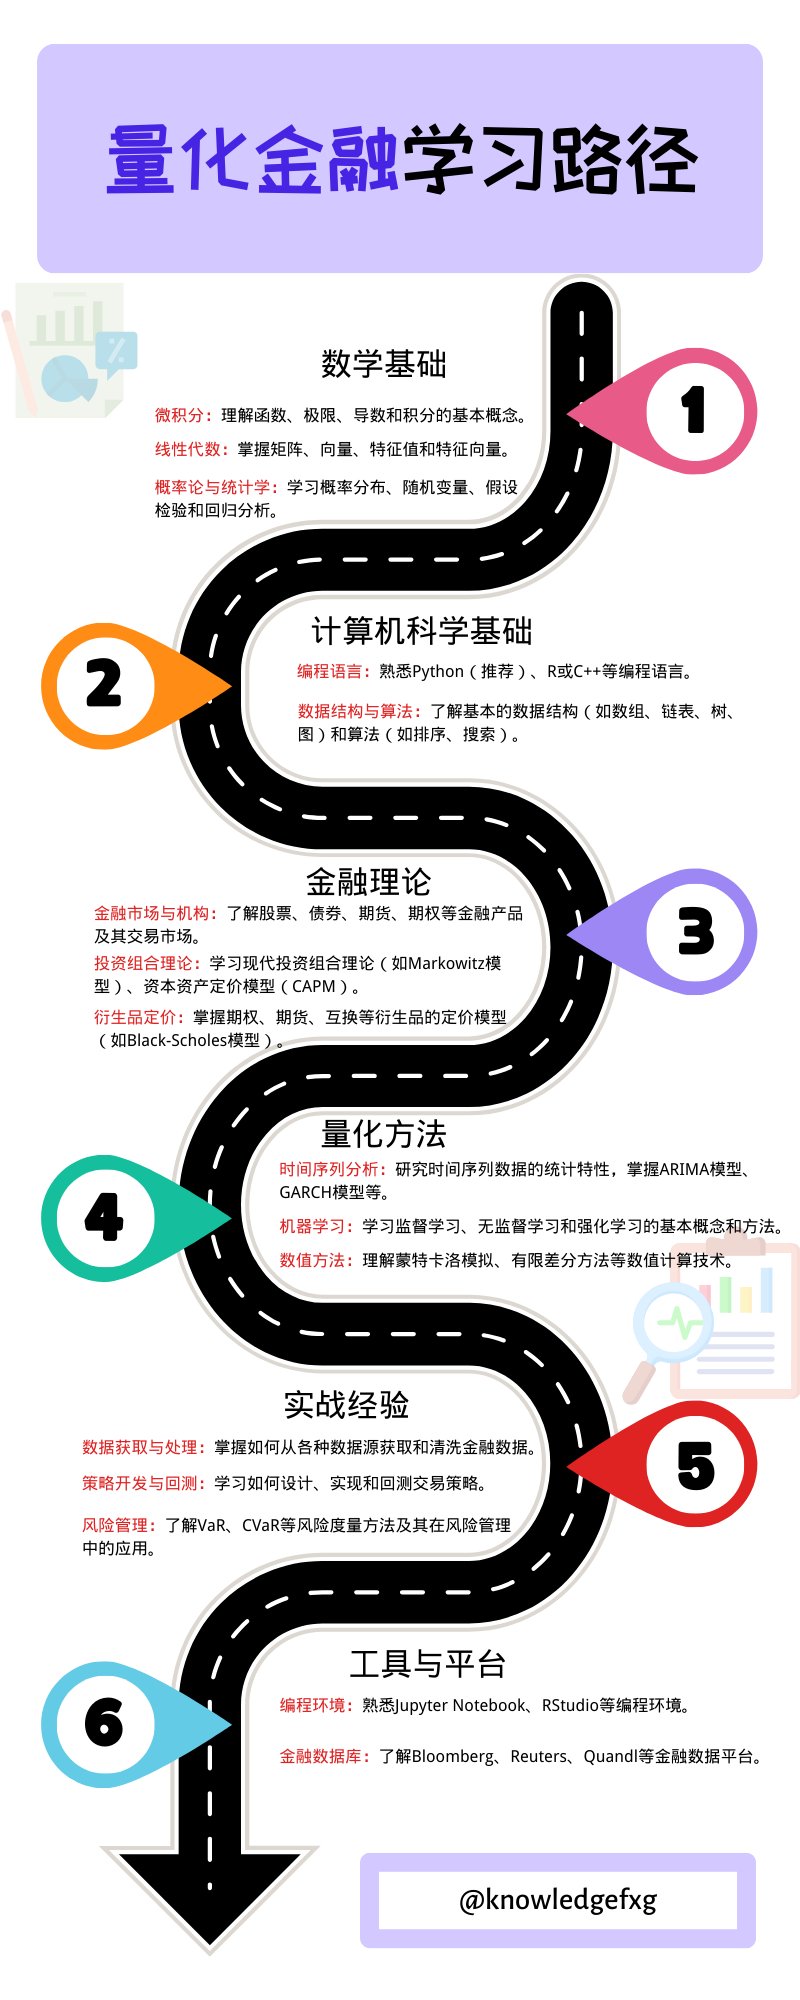 量化金融学习路径
数学基础
1
微积分：理解函数、极限、导数和积分的基本概念。
线性代数：掌握矩阵、向量、特征值和特征向量。
概率论与统计学：学习概率分布、随机变量、假设
检验和回归分析。
计算机科学基础
2
编程语言：熟悉Python（推荐）、R或C++等编程语言。
数据结构与算法：了解基本的数据结构（如数组、链表、树、
图）和算法（如排序、搜索）。
金融理论
3
金融市场与机构：了解股票、债券、期货、期权等金融产品
及其交易市场。
投资组合理论：学习现代投资组合理论（如Markowitz模
型）、资本资产定价模型（CAPM）。
衍生品定价：掌握期权、期货、互换等衍生品的定价模型
（如Black-Scholes模型）。
量化方法
4
时间序列分析：研究时间序列数据的统计特性，掌握ARIMA模型、
GARCH模型等。
机器学习：学习监督学习、无监督学习和强化学习的基本概念和方法。
数值方法：理解蒙特卡洛模拟、有限差分方法等数值计算技术。
实战经验
5
数据获取与处理：掌握如何从各种数据源获取和清洗金融数据。
策略开发与回测：学习如何设计、实现和回测交易策略。
风险管理：了解VaR、CVaR等风险度量方法及其在风险管理
中的应用。
工具与平台
6
编程环境：熟悉Jupyter Notebook、RStudio等编程环境。
金融数据库：了解Bloomberg、Reuters、Quandl等金融数据平台。
@knowledgefxg